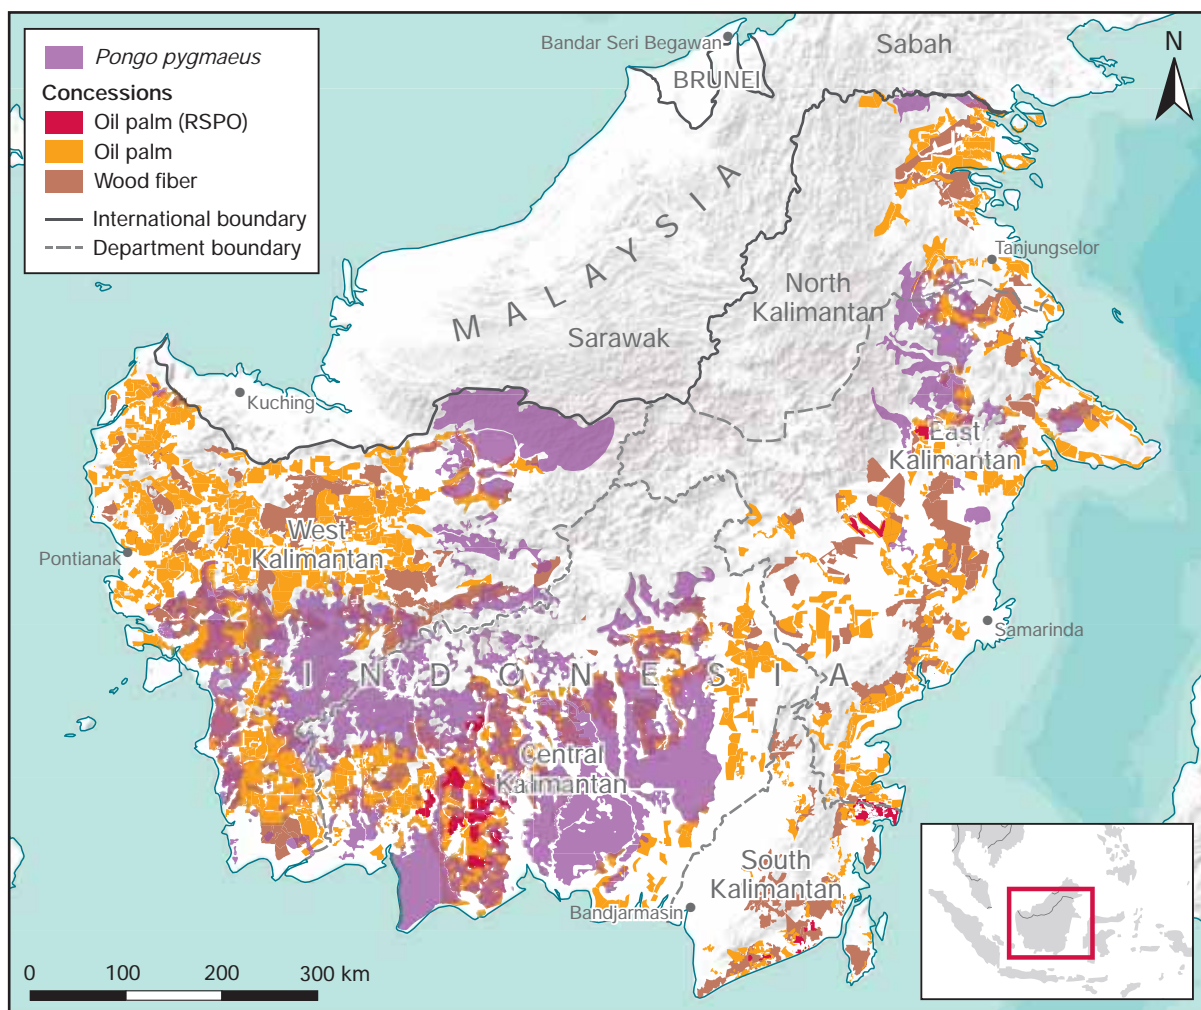 Pongo pygmaeus
Concessions
Oil palm (RSPO)
Oil palm
Wood fiber
International boundary
Department boundary
Bandar Seri Begawan
BRUNEI
Sabah
N
MALAYSIA
Sarawak
North
Kalimantan
Tanjungselor
Kuching
East
Kalimantan
West
Kalimantan
Pontianak
Samarinda
INDONESIA
Central
Kalimantan
South
Kalimantan
Bandjarmasin
0 100 200 300 km